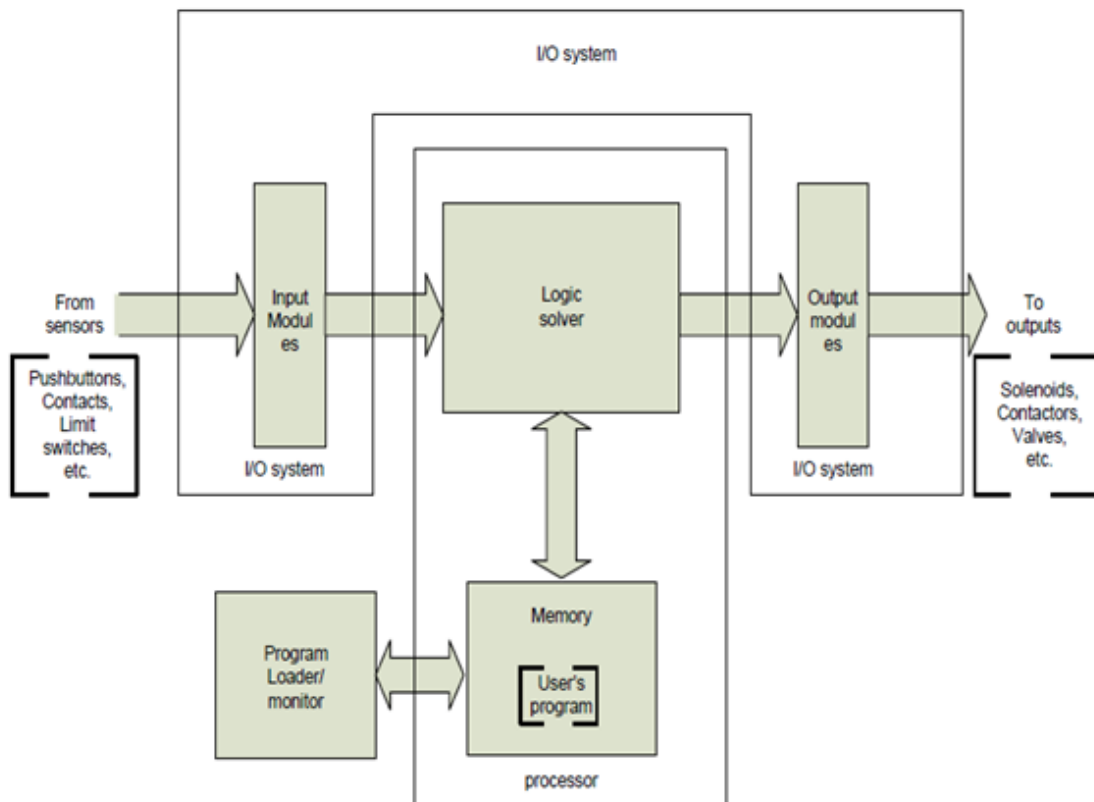 I/O system
From
sensors
Pushbuttons,
Contacts,
Limit
switches,
etc.
Input
Modul
es
I/O system
Logic
solver
Output
modul
es
I/O system
To
outputs
Solenoids,
Contactors,
Valves,
etc.
Program
Loader/
monitor
Memory
User's
program
processor